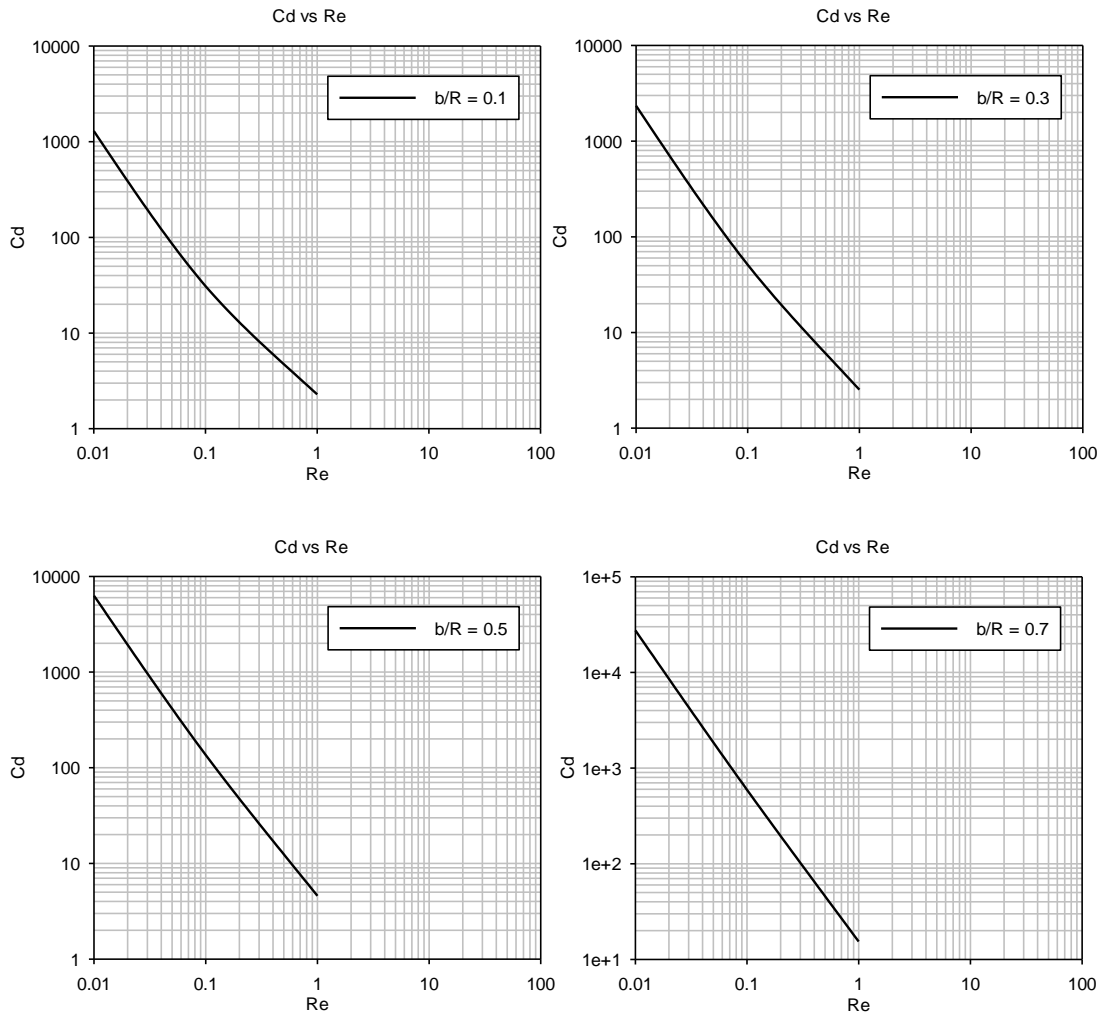 Cd vs Re
10000
1000
100
10
1
Cd
b/R = 0.1
0.01 0.1 1 10 100
Re
Cd vs Re
10000
1000
100
10
1
Cd
b/R = 0.3
0.01 0.1 1 10 100
Re
Cd vs Re
10000
1000
100
10
1
Cd
b/R = 0.5
0.01 0.1 1 10 100
Re
Cd vs Re
1e+5
1e+4
1e+3
1e+2
1e+1
Cd
b/R = 0.7
0.01 0.1 1 10 100
Re